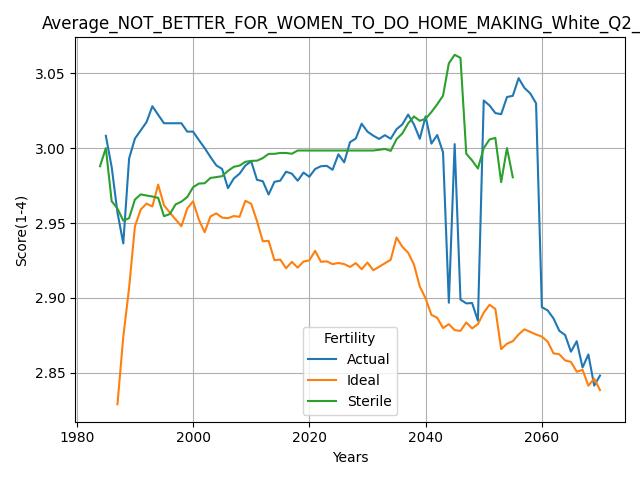 Average_NOT_BETTER_FOR_WOMEN_TO_DO_HOME_MAKING_White_Q2_
3.05
3.00
2.95
2.90
2.85
Score(1-4)
Fertility
Actual
Ideal
Sterile
1980
2000
2020
2040
2060
Years